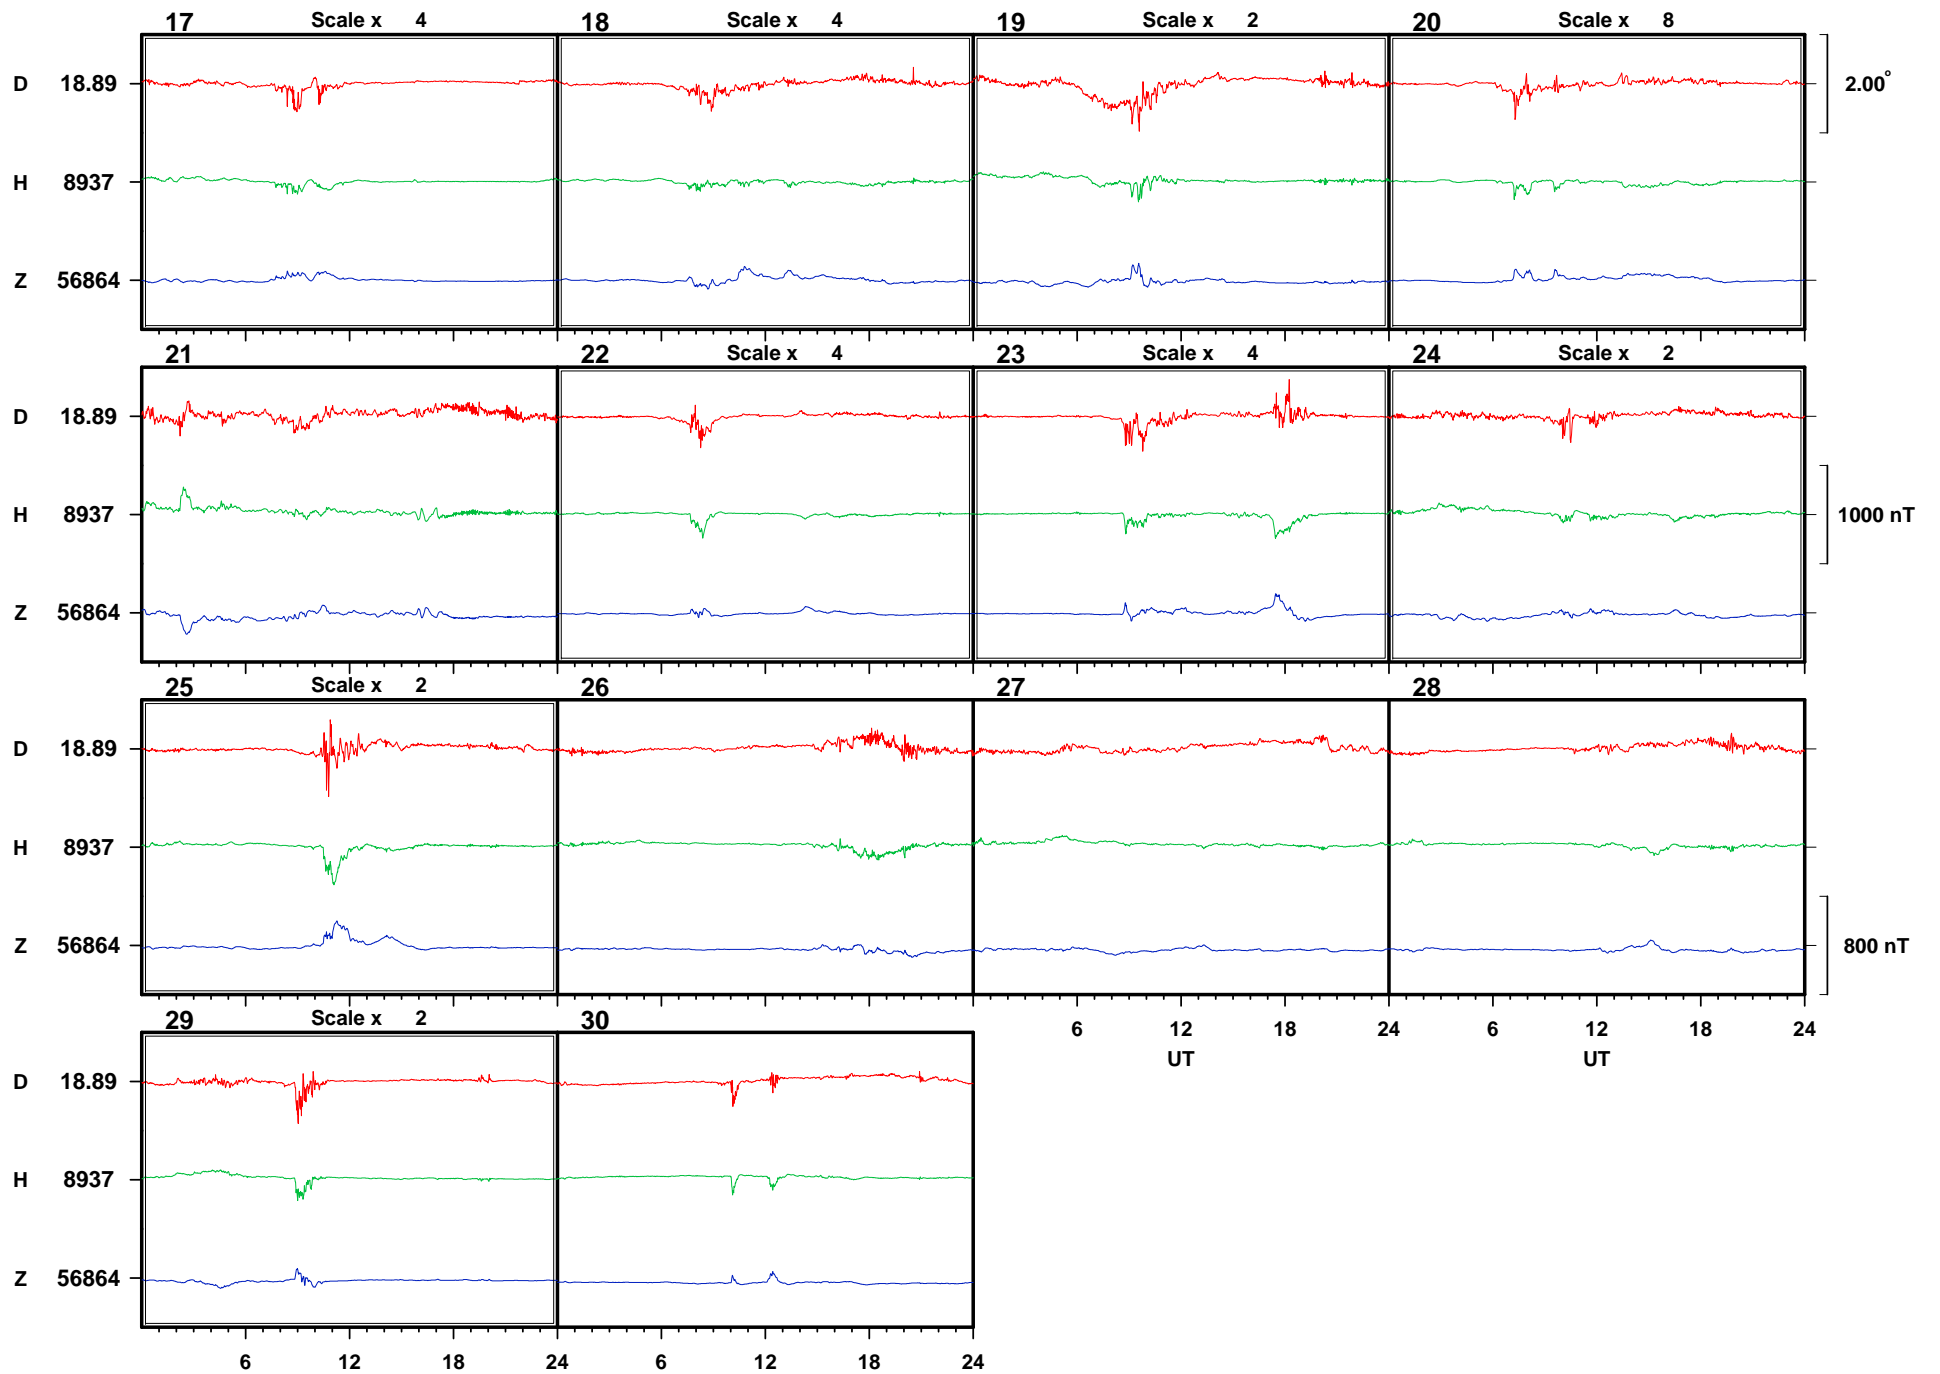 17 Scale x 4 18 Scale x 4 19 Scale x 2 20 Scale x 8
D 18.89 2.00°
H 8937
Z 56864
21 22 Scale x 4 23 Scale x 4 24 Scale x 2
D 18.89
H 8937 1000 nT
Z 56864
25 Scale x 2 26 27 28
D 18.89
H 8937
Z 56864 800 nT
29 Scale x 2 30 6 12 18 24 6 12 18 24
UT UT
D 18.89
H 8937
Z 56864
6 12 18 24 6 12 18 24